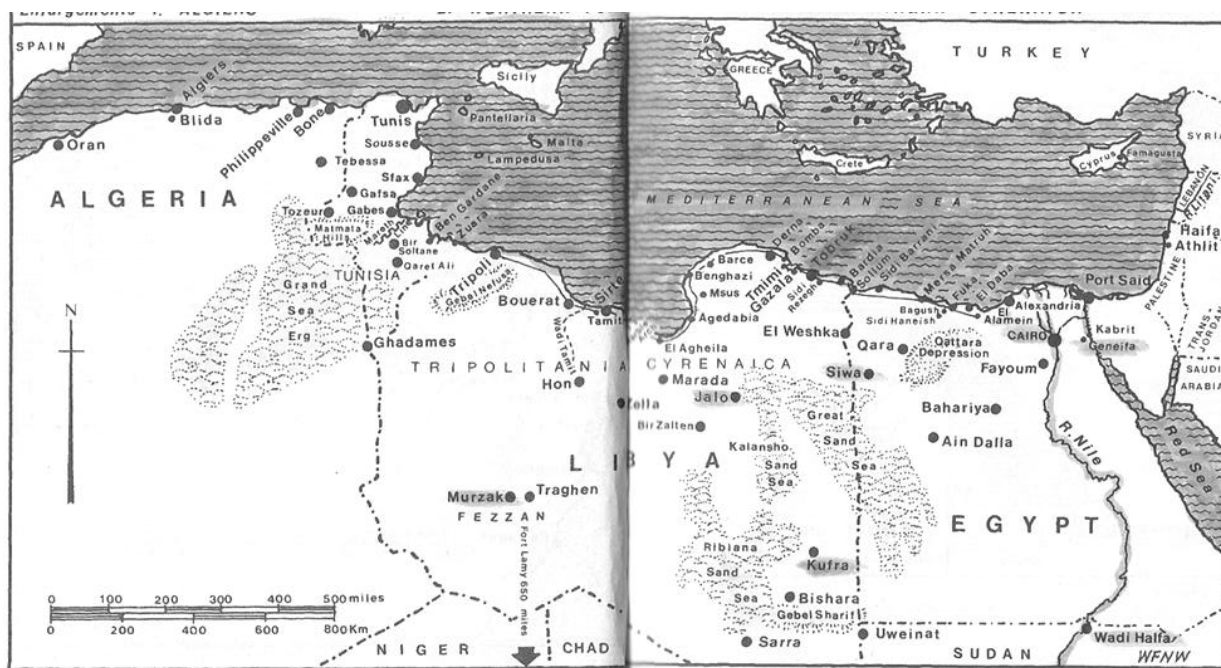 Enlargements 1. ALGIERS
SPAIN
Algiers
Blida
Oran
Philippeville
Bone
Tunis
Sicily
Pantellaria
Malta
Lampedusa
Sousse
Tebessa
Sfax
ALGERIA
Gafsa
Tozeur
Gabes
Matmata
Hills
Mareth
Line
Ben Gardane
Zuara
Bir
Soltane
Qaret Ali
TUNISIA
Tripoli
Gebel Nefusa
Grand
Sea
Erg
Bouerat
Sirte
Tamit
Wadi Tamit
N
Ghadames
TRIPOLITANIA
Hon
Zella
LIBYA
Murzak
Traghen
FEZZAN
Fort Lamy 650 miles
0 100 200 300 400 500 miles
0 200 400 600 800 Km
NIGER
CHAD
GREECE
TURKEY
Crete
Cyprus
Famagusta
SYRIA
LEBANON
R. Litanis
MEDITERRANEAN SEA
Haifa
Athlit
PALESTINE
TRANS.
JORDAN
SAUDI
ARABIA
Derna
Bomba
Tobruk
Barce
Benghazi
Tmimi
Gazala
Sidi
Rezegh
Bardia
Sollum
Sidi Barrani
Mersa Matruh
Fuka
El Daba
Port Said
Alexandria
Msus
Bagush
Sidi Haneish
El
Alamein
Agedabia
El Weshka
CAIRO
Kabrit
Geneifa
El Agheila
Qara
Qattara
Depression
CYRENAICA
Siwa
Fayoum
Marada
Jalo
Bahariya
Bir Zalten
Great
Sand
Sea
Kalansho
Sand
Sea
Ain Dalla
R. Nile
Red Sea
EGYPT
Ribiana
Sand
Sea
Kufra
Bishara
Gebel Sharif
Sarra
Uweinat
Wadi Halfa
SUDAN
WFNW